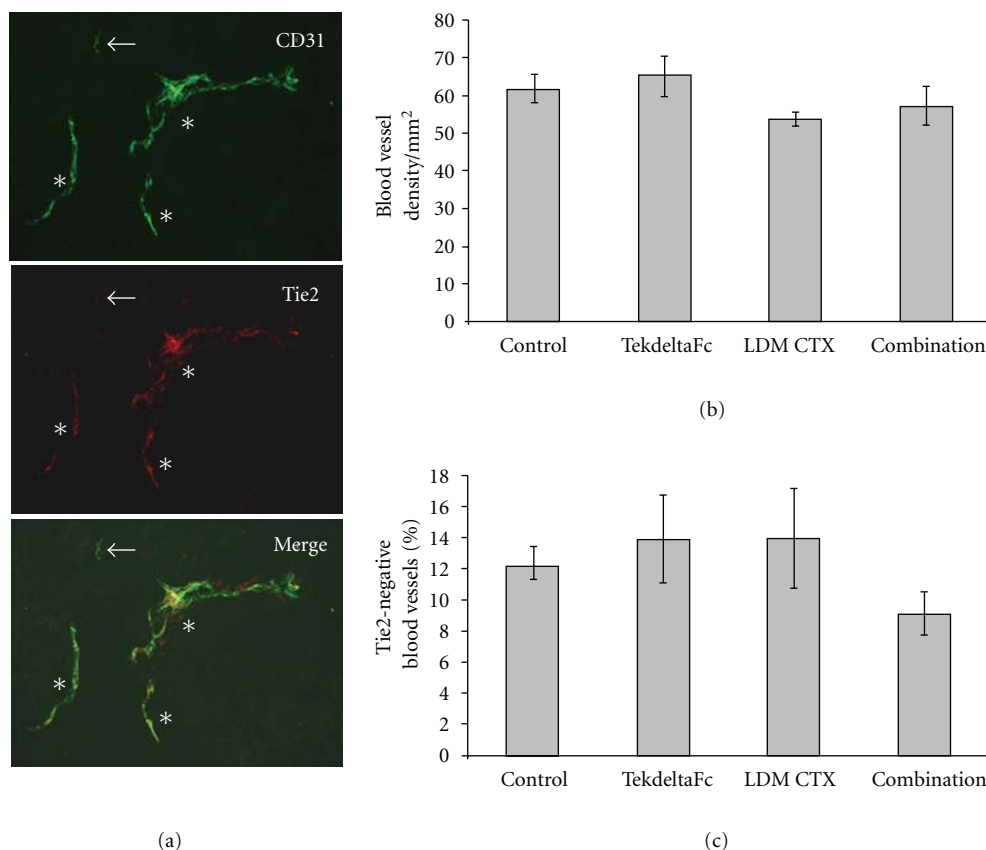 CD31
*
*
*
Tie2
*
*
*
Merge
*
*
*
(a)
80
70
60
50
40
30
20
10
0
Blood vessel
density/mm²
Control TekdeltaFc LDM CTX Combination
(b)
18
16
14
12
10
8
6
4
2
0
Tie2-negative
blood vessels (%)
Control TekdeltaFc LDM CTX Combination
(c)